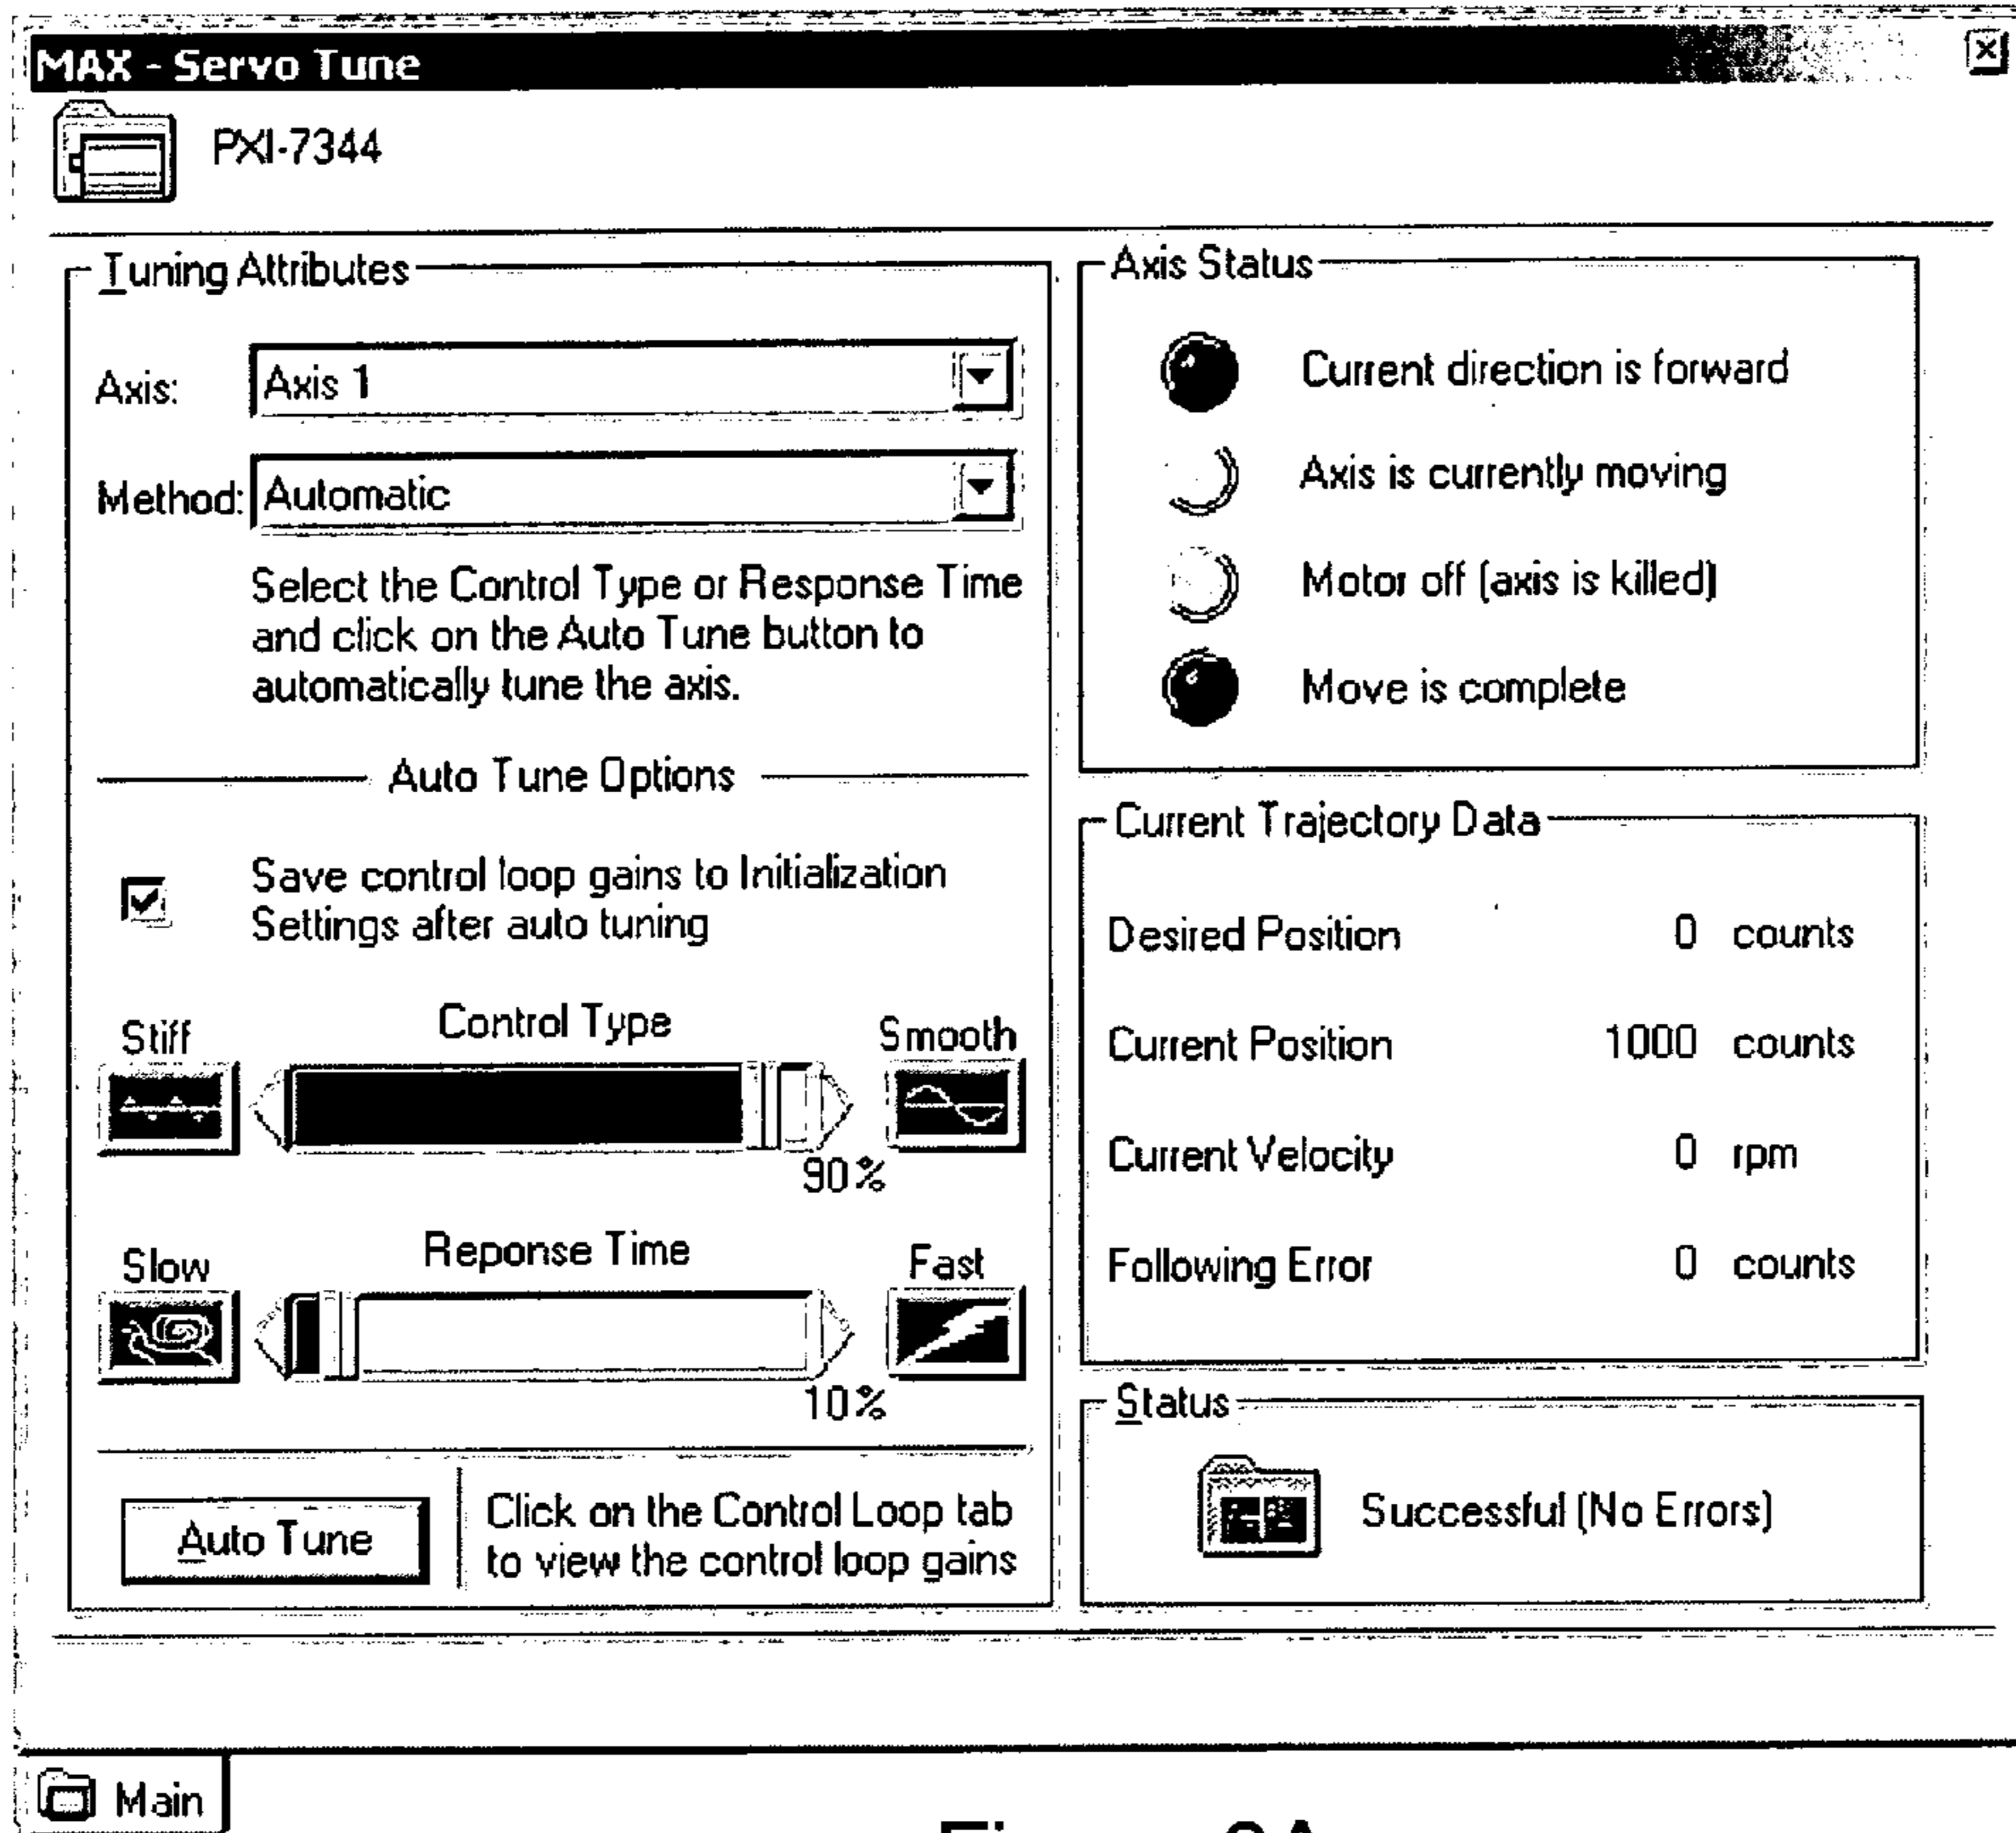 MAX - Servo Tune
PXI-7344
Tuning Attributes
Axis:
Axis 1
Method:
Automatic
Select the Control Type or Response Time
and click on the Auto Tune button to
automatically tune the axis.
Auto Tune Options
Save control loop gains to Initialization
Settings after auto tuning
Control Type
Stiff
Smooth
90%
Reponse Time
Slow
Fast
10%
Auto Tune
Click on the Control Loop tab
to view the control loop gains
Axis Status
Current direction is forward
Axis is currently moving
Motor off (axis is killed)
Move is complete
Current Trajectory Data
Desired Position 0 counts
Current Position 1000 counts
Current Velocity 0 rpm
Following Error 0 counts
Status
Successful (No Errors)
Main